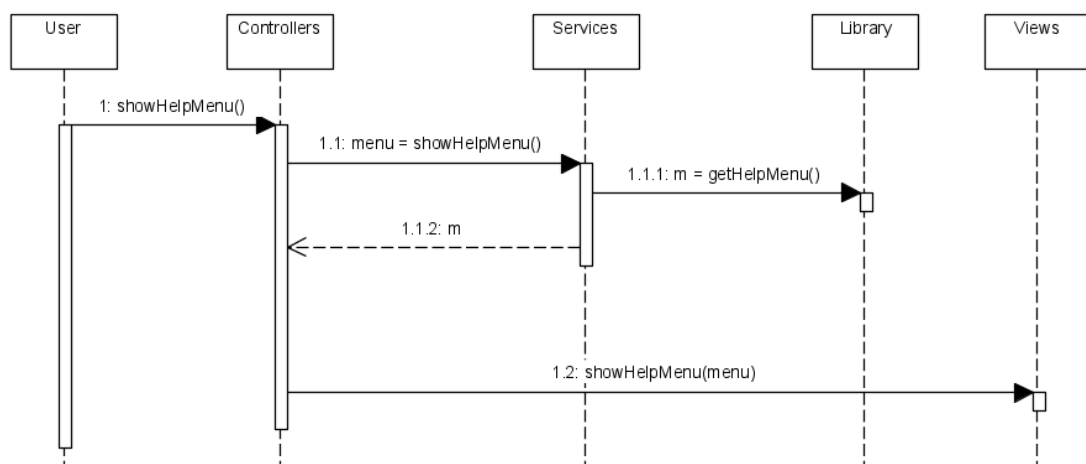 User
Controllers
Services
Library
Views
1: showHelpMenu()
1.1: menu = showHelpMenu()
1.1.1: m = getHelpMenu()
1.1.2: m
1.2: showHelpMenu(menu)